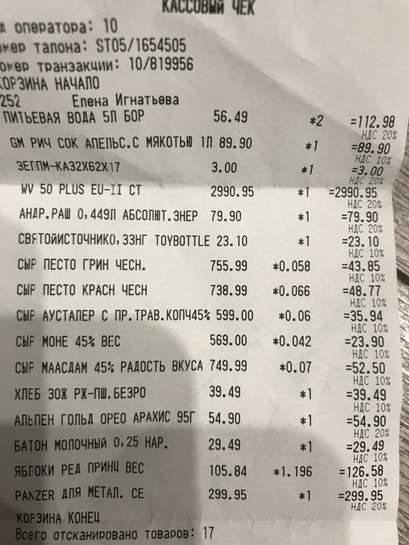 КАССОВЫЙ ЧЕК
д оператора: 10
омер талона: ST05/1654505
омер транзакции: 10/819956
КОРЗИНА НАЧАЛО
252 Елена Игнатьева
ПИТЬЕВАЯ ВОДА 5Л БОР 56.49 *2 =112.98
НДС 20%
GM РИЧ СОК АПЕЛЬС.С МЯКОТЬЮ 1Л 89.90 *1 =89.90
НДС 10%
ЗЕГПМ-КА32Х62Х17 3.00 *1 =3.00
НДС 20%
WV 50 PLUS EU-II CT 2990.95 *1 =2990.95
НДС 20%
АНДР.РАШ 0,449Л АБСОЛЮТ.ЭНЕР 79.90 *1 =79.90
НДС 20%
СВЯТОЙИСТОЧНИК0,33НГ TOYBOTTLE 23.10 *1 =23.10
НДС 10%
СЫР ПЕСТО ГРИН ЧЕСН. 755.99 *0.058 =43.85
НДС 10%
СЫР ПЕСТО КРАСН ЧЕСН 738.99 *0.066 =48.77
НДС 10%
СЫР АУСТАЛЕР С ПР.ТРАВ.КОПЧ45% 599.00 *0.06 =35.94
НДС 10%
СЫР МОНЕ 45% ВЕС 569.00 *0.042 =23.90
НДС 10%
СЫР МААСДАМ 45% РАДОСТЬ ВКУСА 749.99 *0.07 =52.50
НДС 10%
ХЛЕБ ЗОЖ РЖ-ПШ.БЕЗРО 39.49 *1 =39.49
НДС 10%
АЛЬПЕН ГОЛЬД ОРЕО АРАХИС 95Г 54.90 *1 =54.90
НДС 20%
БАТОН МОЛОЧНЫЙ 0,25 НАР. 29.49 *1 =29.49
НДС 10%
ЯБЛОКИ РЕД ПРИНЦ ВЕС 105.84 *1.196 =126.58
НДС 10%
PANZER ДЛЯ МЕТАЛ. СЕ 299.95 *1 =299.95
НДС 20%
КОРЗИНА КОНЕЦ
Всего отсканировано товаров: 17